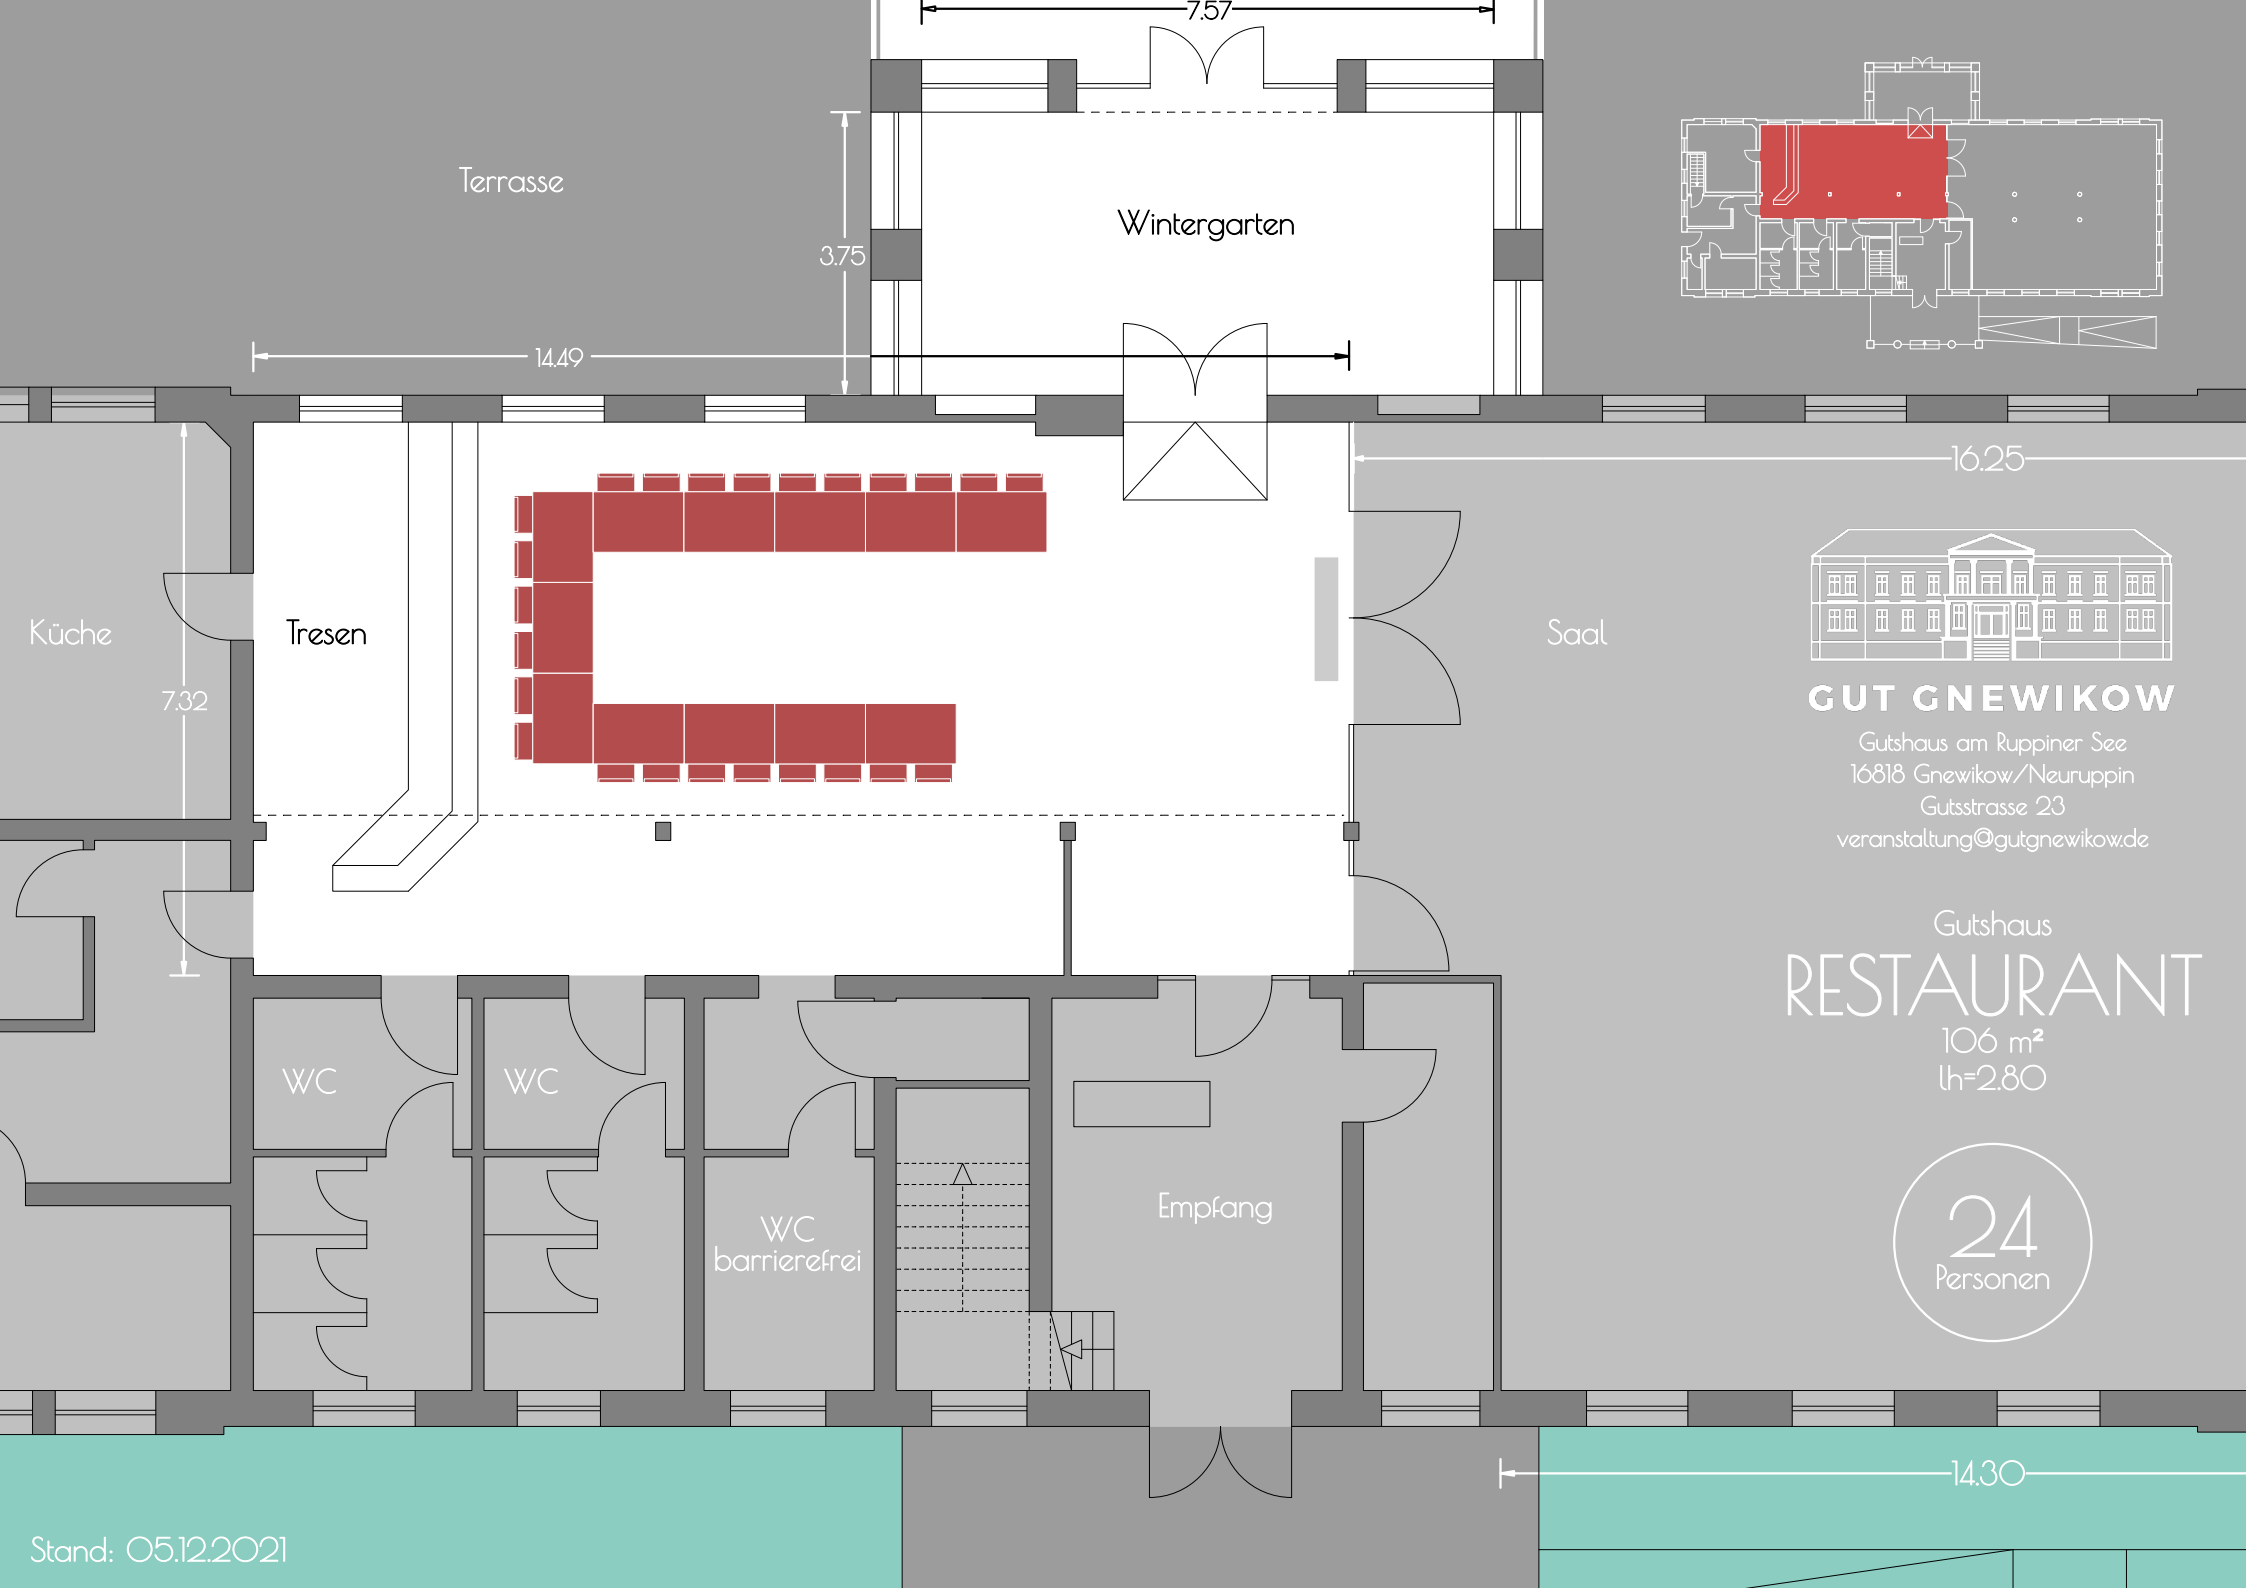 7.57
Terrasse
Wintergarten
3.75
14.49
16.25
Küche
Tresen
Saal
7.32
GUT GNEWIKOW
Gutshaus am Ruppiner See
16818 Gnewikow/Neuruppin
Gutsstrasse 23
veranstaltung@gutgnewikow.de
Gutshaus
RESTAURANT
106 m²
lh=2.80
WC
WC
WC
barrierefrei
Empfang
24
Personen
14.30
Stand: 05.12.2021